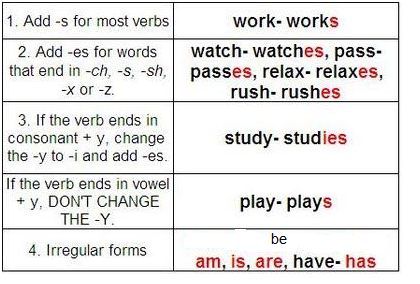 1. Add -s for most verbs
work- works
2. Add -es for words
that end in -ch, -s, -sh,
-x or -z.
watch- watches, pass-
passes, relax- relaxes,
rush- rushes
3. If the verb ends in
consonant + y, change
the -y to -i and add -es.
study- studies
If the verb ends in vowel
+ y, DON'T CHANGE
THE -Y.
play- plays
4. Irregular forms
be
am, is, are, have- has